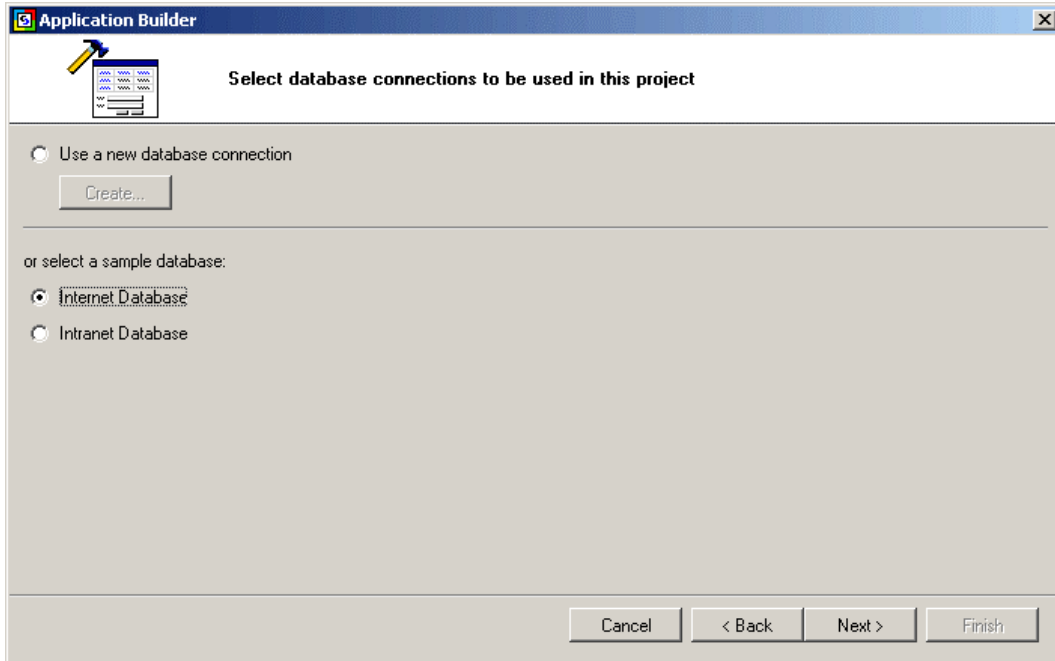 Application Builder
Select database connections to be used in this project
Use a new database connection
Create...
or select a sample database:
Internet Database
Intranet Database
Cancel
< Back
Next >
Finish